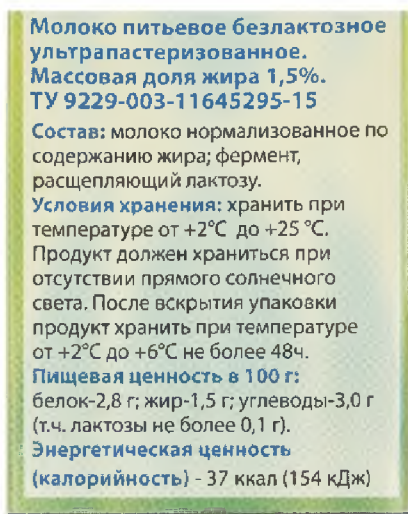 Молоко питьевое безлактозное
ультрапастеризованное.
Массовая доля жира 1,5%.
ТУ 9229-003-11645295-15
Состав: молоко нормализованное по
содержанию жира; фермент,
расщепляющий лактозу.
Условия хранения: хранить при
температуре от +2°С до +25 °С.
Продукт должен храниться при
отсутствии прямого солнечного
света. После вскрытия упаковки
продукт хранить при температуре
от +2°С до +6°С не более 48ч.
Пищевая ценность в 100 г:
белок-2,8 г; жир-1,5 г; углеводы-3,0 г
(т.ч. лактозы не более 0,1 г).
Энергетическая ценность
(калорийность) - 37 ккал (154 кДж)